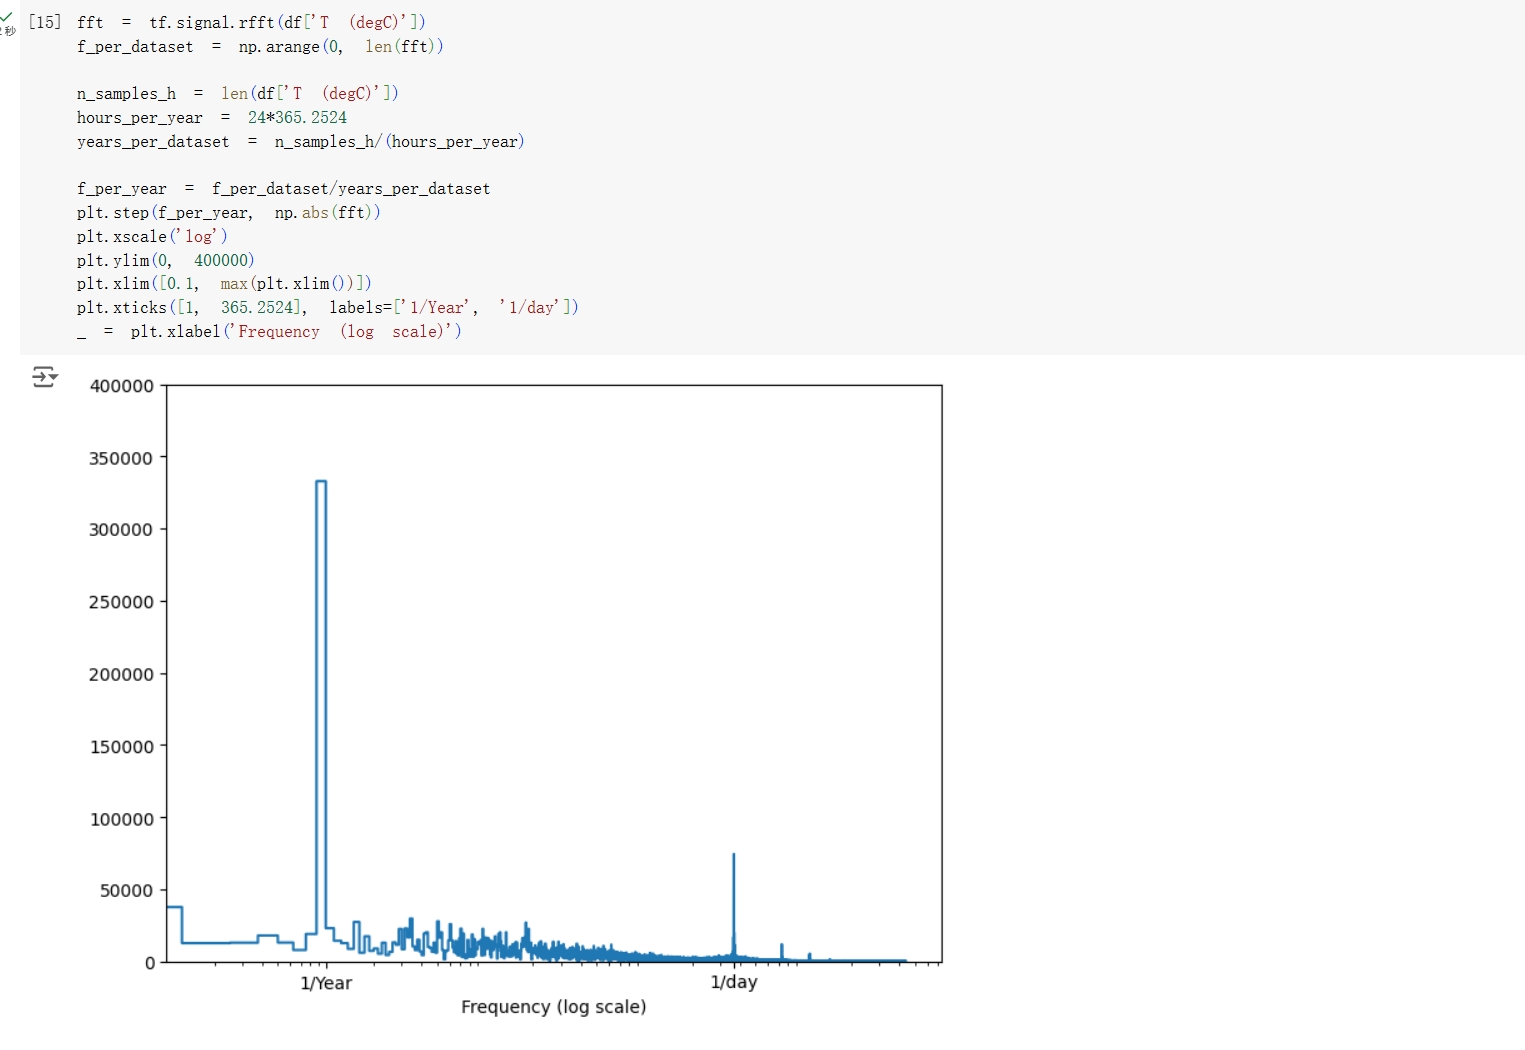 2秒
[15] fft = tf.signal.rfft(df['T (degC)'])
f_per_dataset = np.arange(0, len(fft))
n_samples_h = len(df['T (degC)'])
hours_per_year = 24*365.2524
years_per_dataset = n_samples_h/(hours_per_year)
f_per_year = f_per_dataset/years_per_dataset
plt.step(f_per_year, np.abs(fft))
plt.xscale('log')
plt.ylim(0, 400000)
plt.xlim([0.1, max(plt.xlim())])
plt.xticks([1, 365.2524], labels=['1/Year', '1/day'])
_ = plt.xlabel('Frequency (log scale)')
400000
350000
300000
250000
200000
150000
100000
50000
0
1/Year 1/day
Frequency (log scale)